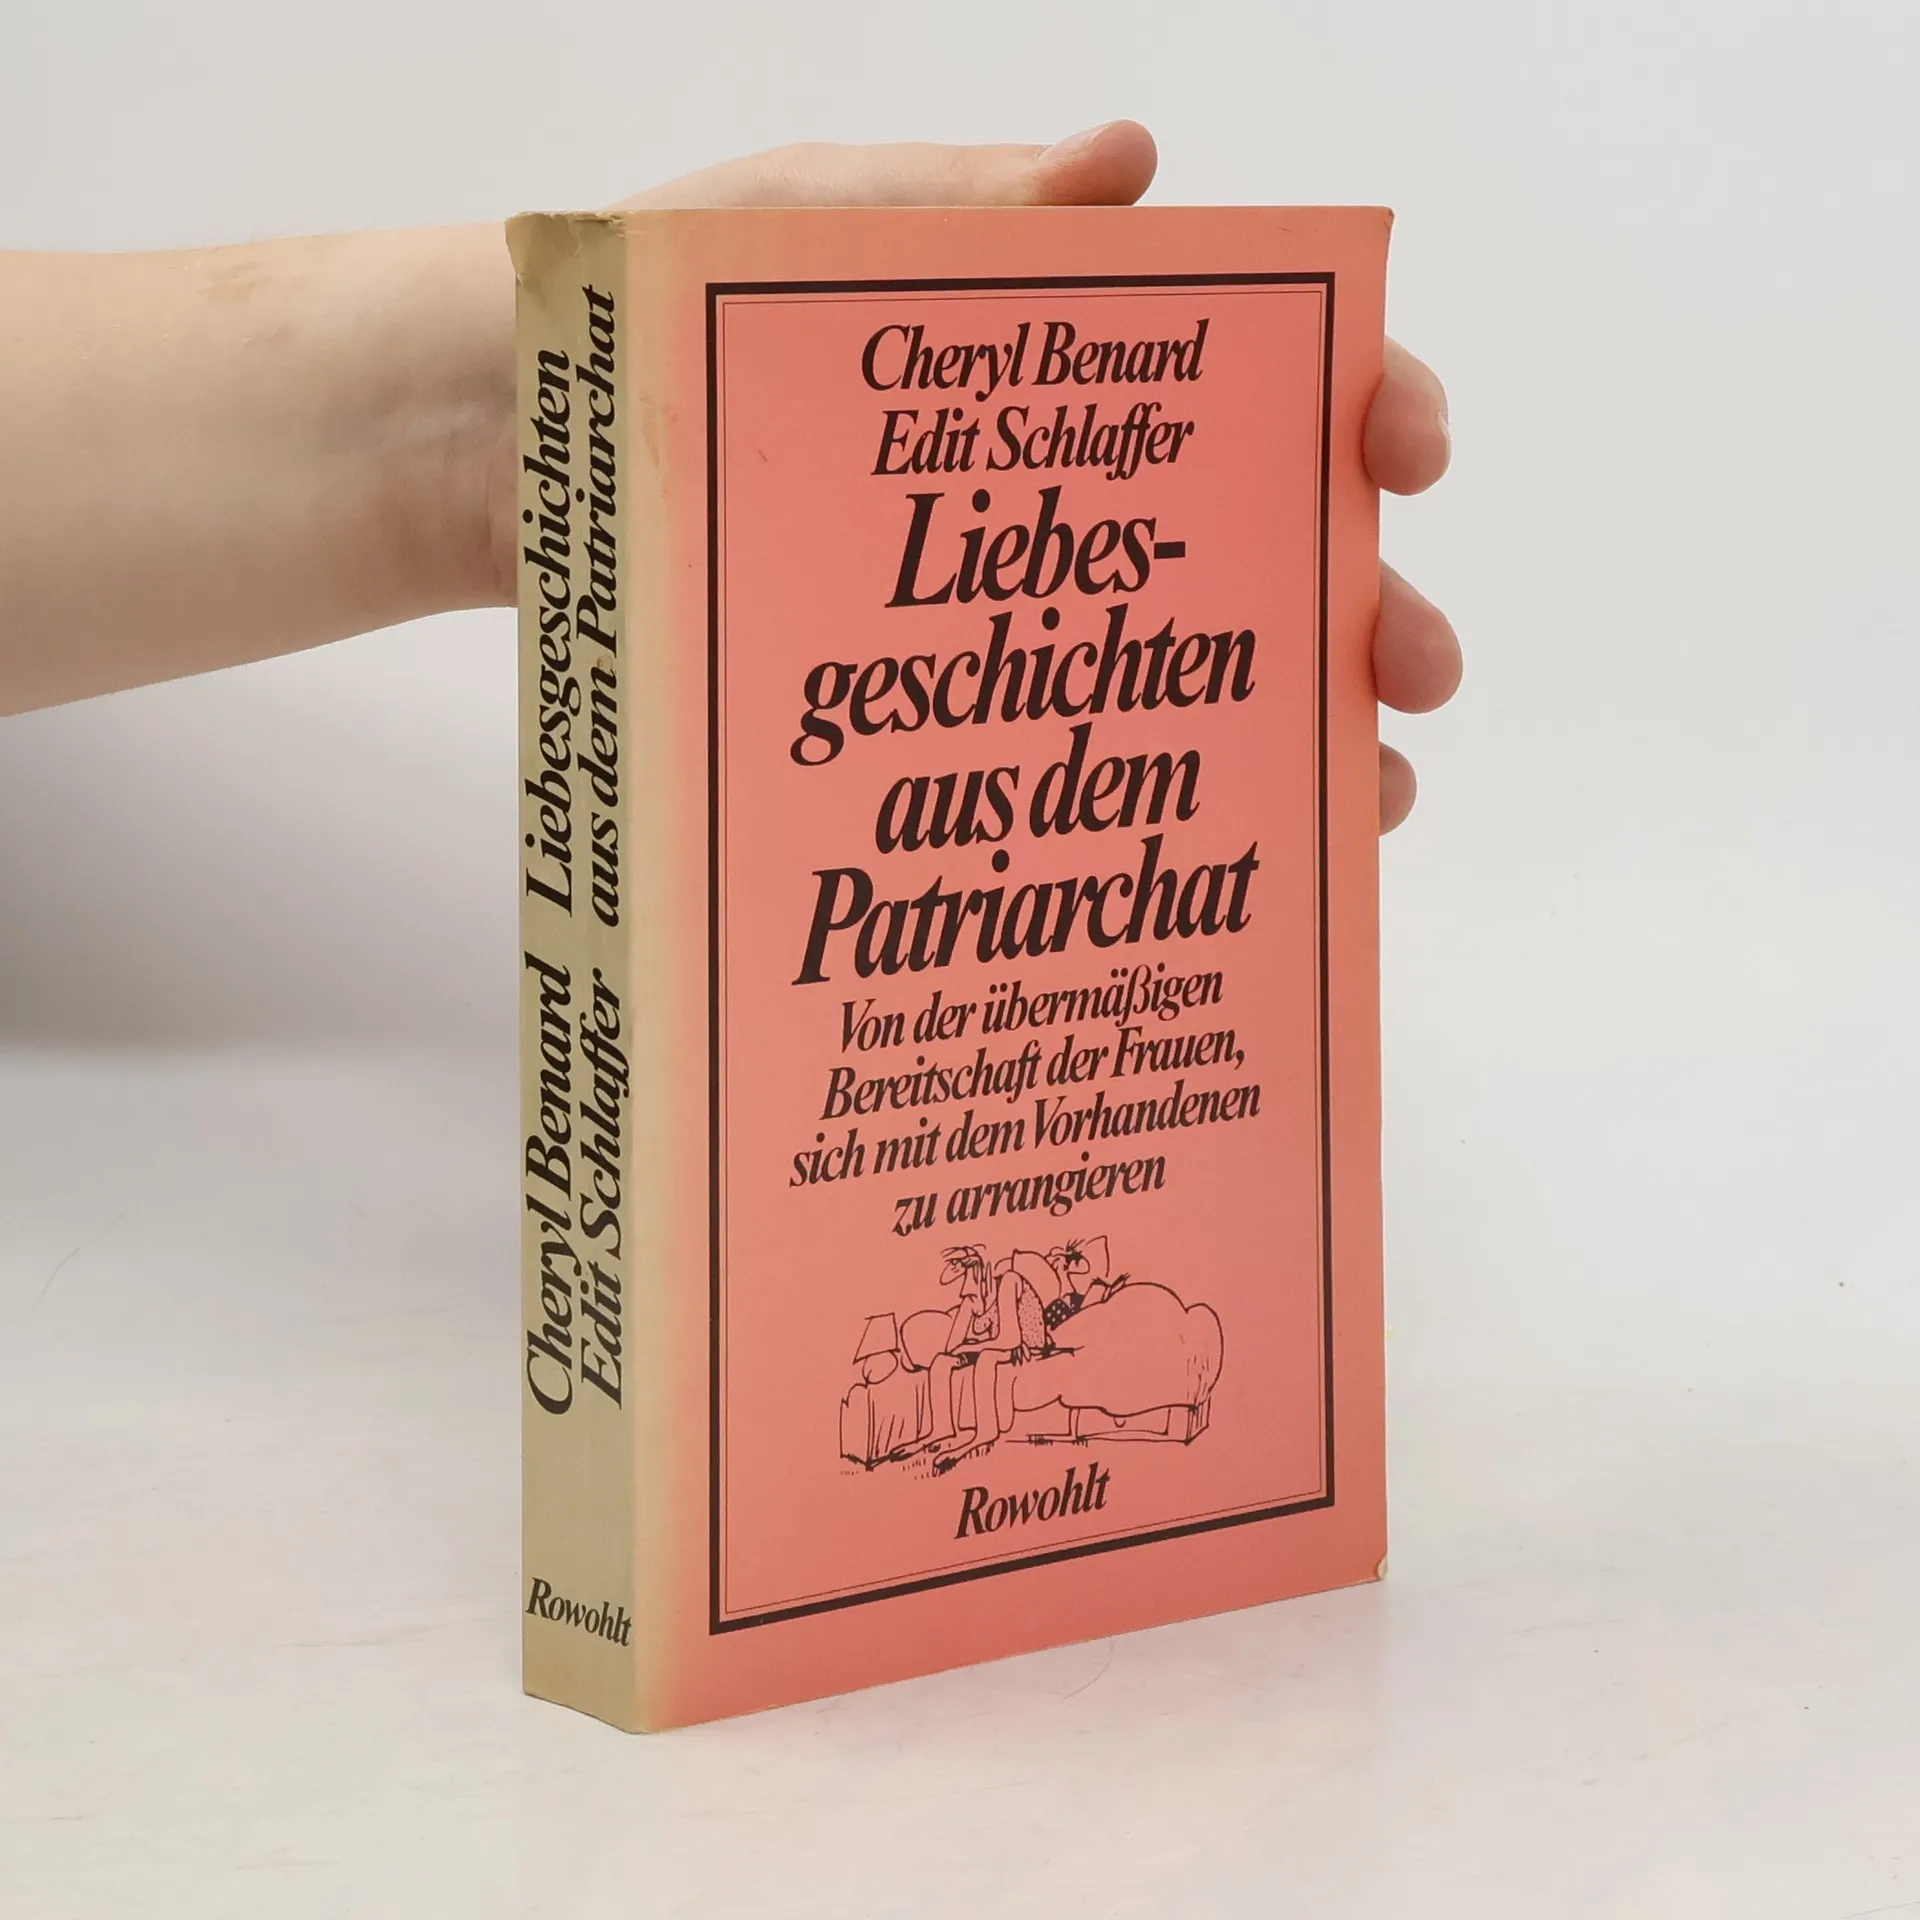 Cheryl Benard
Edit Schlaffer
Liebesgeschichten
aus dem Patriarchat
Rowohlt
Cheryl Benard
Edit Schlaffer
Liebes-
geschichten
aus dem
Patriarchat
Von der übermäßigen
Bereitschaft der Frauen,
sich mit dem Vorhandenen
zu arrangieren
Rowohlt